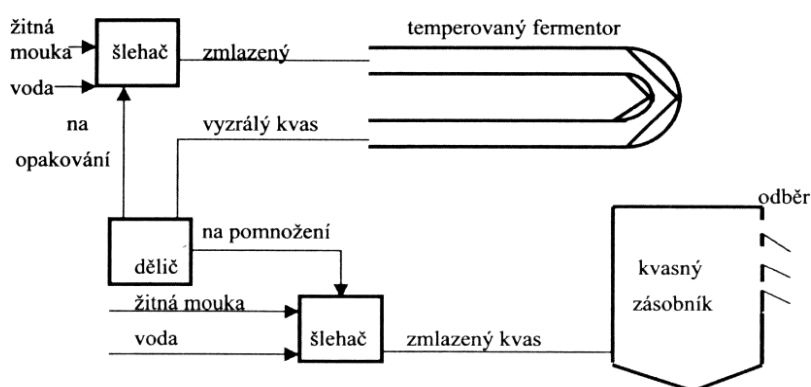 žitná
mouka
voda
šlehač
zmlazený
temperovaný fermentor
na
opakování
vyzrálý kvas
dělič
na pomnožení
odběr
kvasný
zásobník
žitná mouka
voda
šlehač
zmlazený kvas